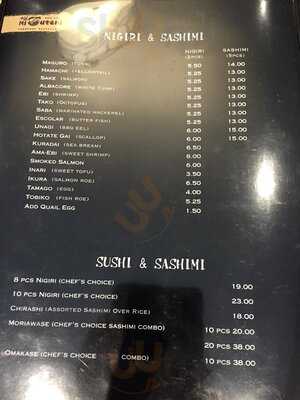 NIGIRI & SASHIMI
NIGIRI SASHIMI
(2PCS) (5PCS)
MAGURO (TUNA) 5.50 14.00
HAMACHI (YELLOWTAIL) 5.25 13.00
SAKE (SALMON) 5.25 13.00
ALBACORE (WHITE TUNA) 5.25 13.00
EBI (SHRIMP) 5.25 13.00
TAKO (OCTOPUS) 5.25 13.00
SABA (MARINATED MACKEREL) 5.25 13.00
ESCOLAR (BUTTER FISH) 5.25 13.00
UNAGI (BBQ EEL) 6.00 15.00
HOTATE GAI (SCALLOP) 6.00 15.00
KURADAI (SEA BREAM) 6.50
AMA-EBI (SWEET SHRIMP) 6.00
SMOKED SALMON 6.00
INARI (SWEET TOFU) 3.50
IKURA (SALMON ROE) 6.50
TAMAGO (EGG) 4.00
TOBIKO (FISH ROE) 5.25
ADD QUAIL EGG 1.50
SUSHI & SASHIMI
8 PCS NIGIRI (CHEF'S CHOICE) 19.00
10 PCS NIGIRI (CHEF'S CHOICE) 23.00
CHIRASHI (ASSORTED SASHIMI OVER RICE) 18.00
MORIAWASE (CHEF'S CHOICE SASHIMI COMBO) 10 PCS 20.00
20 PCS 38.00
OMAKASE (CHEF'S CHOICE COMBO) 10 PCS 38.00